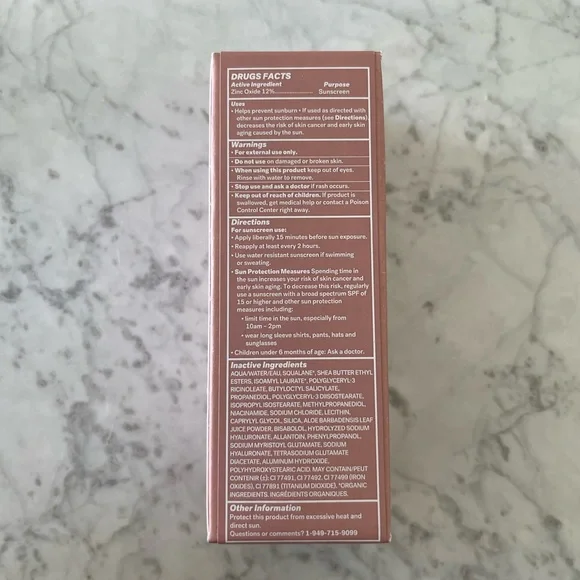 DRUGS FACTS
Active Ingredient Purpose
Zinc Oxide 12%.................... Sunscreen
Uses
• Helps prevent sunburn • If used as directed with
other sun protection measures (see Directions),
decreases the risk of skin cancer and early skin
aging caused by the sun.
Warnings
• For external use only.
• Do not use on damaged or broken skin.
• When using this product keep out of eyes.
Rinse with water to remove.
• Stop use and ask a doctor if rash occurs.
• Keep out of reach of children. If product is
swallowed, get medical help or contact a Poison
Control Center right away.
Directions
For sunscreen use:
• Apply liberally 15 minutes before sun exposure.
• Reapply at least every 2 hours.
• Use water resistant sunscreen if swimming
or sweating.
• Sun Protection Measures Spending time in
the sun increases your risk of skin cancer and
early skin aging. To decrease this risk, regularly
use a sunscreen with a broad spectrum SPF of
15 or higher and other sun protection
measures including:
• limit time in the sun, especially from
10am – 2pm
• wear long sleeve shirts, pants, hats and
sunglasses
• Children under 6 months of age: Ask a doctor.
Inactive Ingredients
AQUA/WATER/EAU, SQUALANE*, SHEA BUTTER ETHYL
ESTERS, ISOAMYL LAURATE*, POLYGLYCERYL-3
RICINOLEATE, BUTYLOCTYL SALICYLATE,
PROPANEDIOL, POLYGLYCERYL-3 DIISOSTEARATE,
ISOPROPYL ISOSTEARATE, METHYLPROPANEDIOL,
NIACINAMIDE, SODIUM CHLORIDE, LECITHIN,
CAPRYLYL GLYCOL, SILICA, ALOE BARBADENSIS LEAF
JUICE POWDER, BISABOLOL, HYDROLYZED SODIUM
HYALURONATE, ALLANTOIN, PHENYLPROPANOL,
SODIUM MYRISTOYL GLUTAMATE, SODIUM
HYALURONATE, TETRASODIUM GLUTAMATE
DIACETATE, ALUMINUM HYDROXIDE,
POLYHYDROXYSTEARIC ACID. MAY CONTAIN/PEUT
CONTENIR (±): CI 77491, CI 77492, CI 77499 (IRON
OXIDES), CI 77891 (TITANIUM DIOXIDE). *ORGANIC
INGREDIENTS. INGRÉDIENTS ORGANIQUES.
Other Information
Protect this product from excessive heat and
direct sun.
Questions or comments? 1-949-715-9099